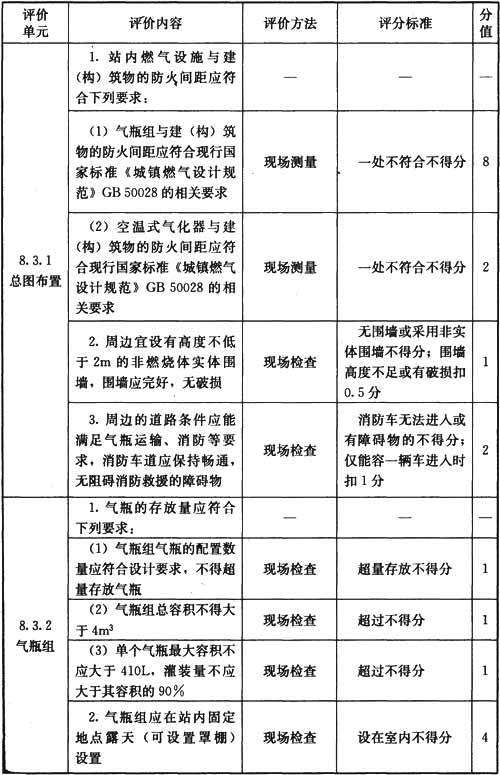 评价
单元
评价内容
评价方法
评分标准
分
值
8.3.1
总图布置
1. 站内燃气设施与建
(构)筑物的防火间距应符
合下列要求:
—
—
—
(1)气瓶组与建(构)筑
物的防火间距应符合现行国
家标准《城镇燃气设计规
范》GB 50028 的相关要求
现场测量
一处不符合不得分
8
(2)空温式气化器与建
(构)筑物的防火间距应符
合现行国家标准《城镇燃气
设计规范》GB 50028 的相
关要求
现场测量
一处不符合不得分
2
2. 周边宜设有高度不低
于 2m 的非燃烧体实体围
墙,围墙应完好,无破损
现场检查
无围墙或采用非实
体围墙不得分;围墙
高度不足或有破损扣
0.5 分
1
3. 周边的道路条件应能
满足气瓶运输、消防等要
求,消防车道应保持畅通,
无阻碍消防救援的障碍物
现场检查
消防车无法进入或
有障碍物的不得分;
仅能容一辆车进入时
扣 1 分
2
8.3.2
气瓶组
1. 气瓶的存放量应符合
下列要求:
—
—
—
(1)气瓶组气瓶的配置数
量应符合设计要求,不得超
量存放气瓶
现场检查
超量存放不得分
1
(2)气瓶组总容积不得大
于 4m³
现场检查
超过不得分
1
(3)单个气瓶最大容积不
应大于 410L,灌装量不应
大于其容积的 90%
现场检查
超过不得分
1
2. 气瓶组应在站内固定
地点露天(可设置罩棚)
设置
现场检查
设在室内不得分
4